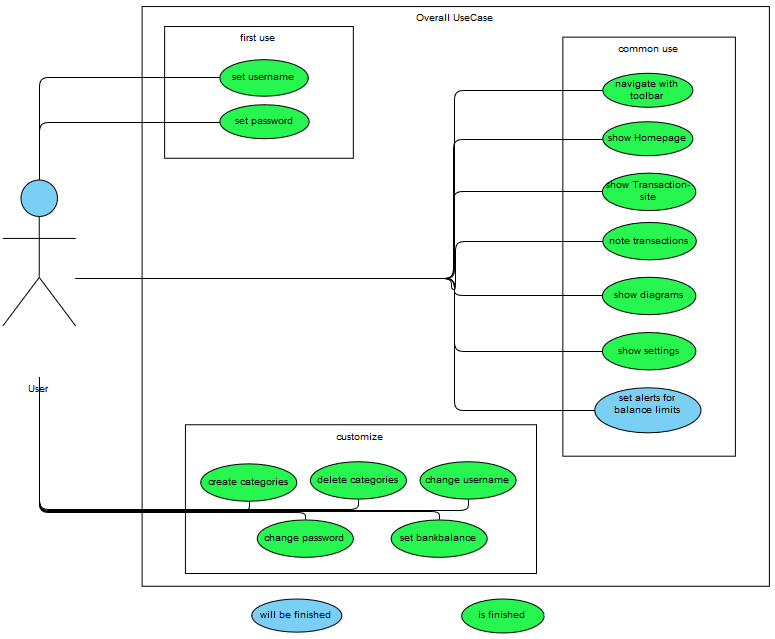 Overall UseCase
first use
set username
set password
common use
navigate with
toolbar
show Homepage
show Transaction-
site
note transactions
show diagrams
show settings
set alerts for
balance limits
User
customize
create categories
delete categories
change username
change password
set bankbalance
will be finished
is finished